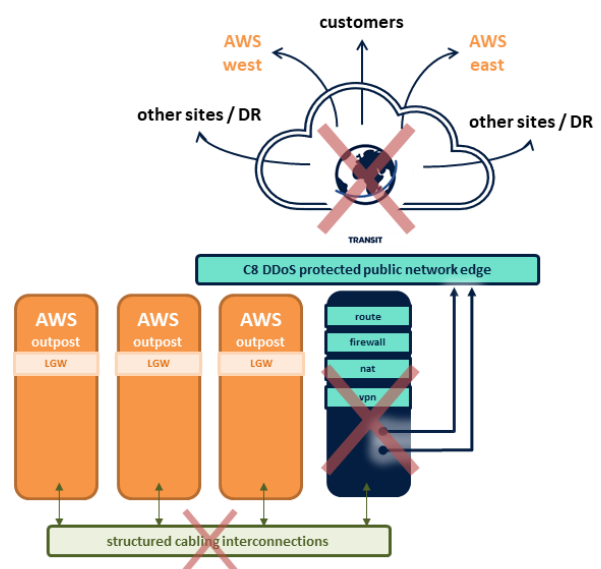 customers
AWS
west
AWS
east
other sites / DR
other sites / DR
TRANSIT
C8 DDoS protected public network edge
AWS
outpost
LGW
AWS
outpost
LGW
AWS
outpost
LGW
route
firewall
nat
vpn
structured cabling interconnections